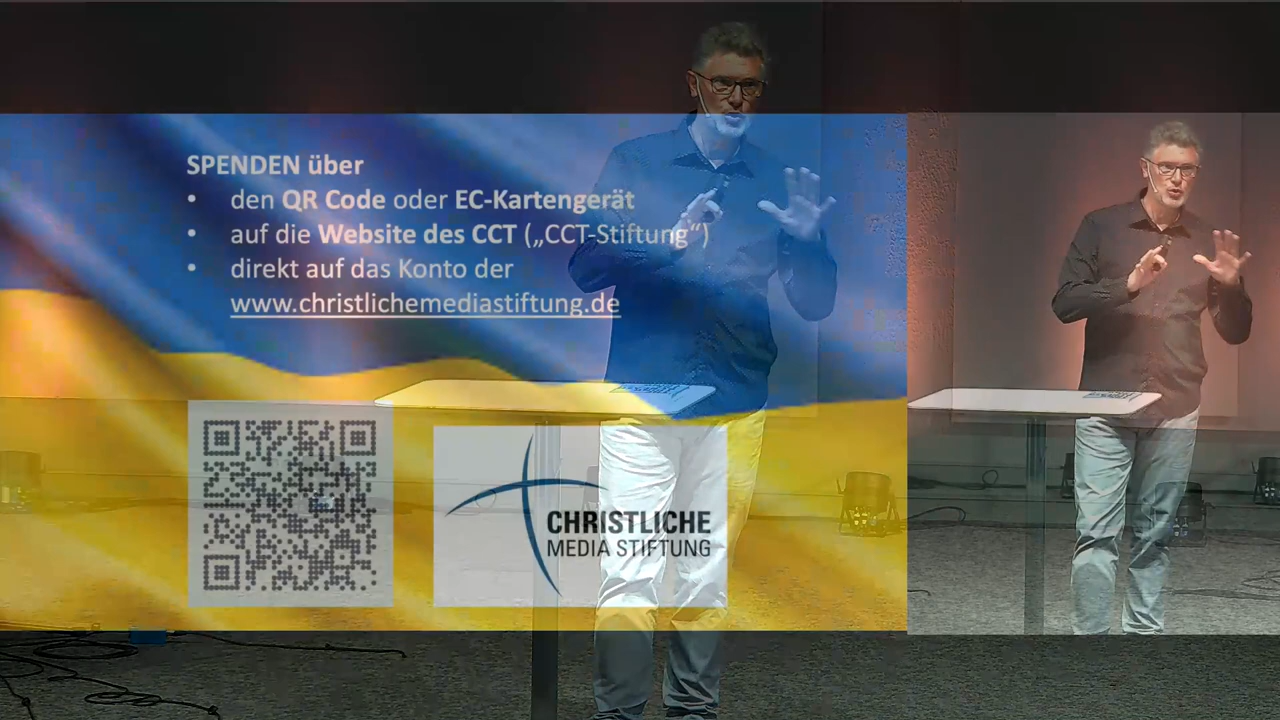 SPENDEN über
• den QR Code oder EC-Kartengerät
• auf die Website des CCT („CCT-Stiftung“)
• direkt auf das Konto der
www.christlichemediastiftung.de
CHRISTLICHE
MEDIA STIFTUNG